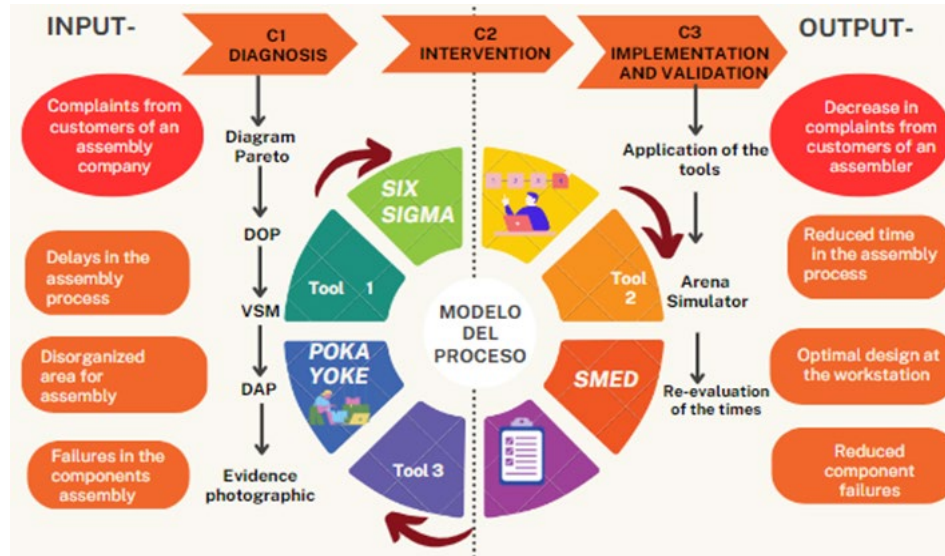 INPUT-
C1
DIAGNOSIS
C2
INTERVENTION
C3
IMPLEMENTATION
AND VALIDATION
OUTPUT-
Complaints from
customers of an
assembly
company
Delays in the
assembly
process
Disorganized
area for
assembly
Failures in the
components
assembly
Diagram
Pareto
DOP
VSM
DAP
Evidence
photographic
SIX
SIGMA
Tool 1
POKA
YOKE
Tool 3
MODELO
DEL
PROCESO
1 2 3 4
Tool
2
SMED
Application of the
tools
Arena
Simulator
Re-evaluation
of the times
Decrease in
complaints from
customers of an
assembler
Reduced time
in the assembly
process
Optimal design at
the workstation
Reduced
component
failures